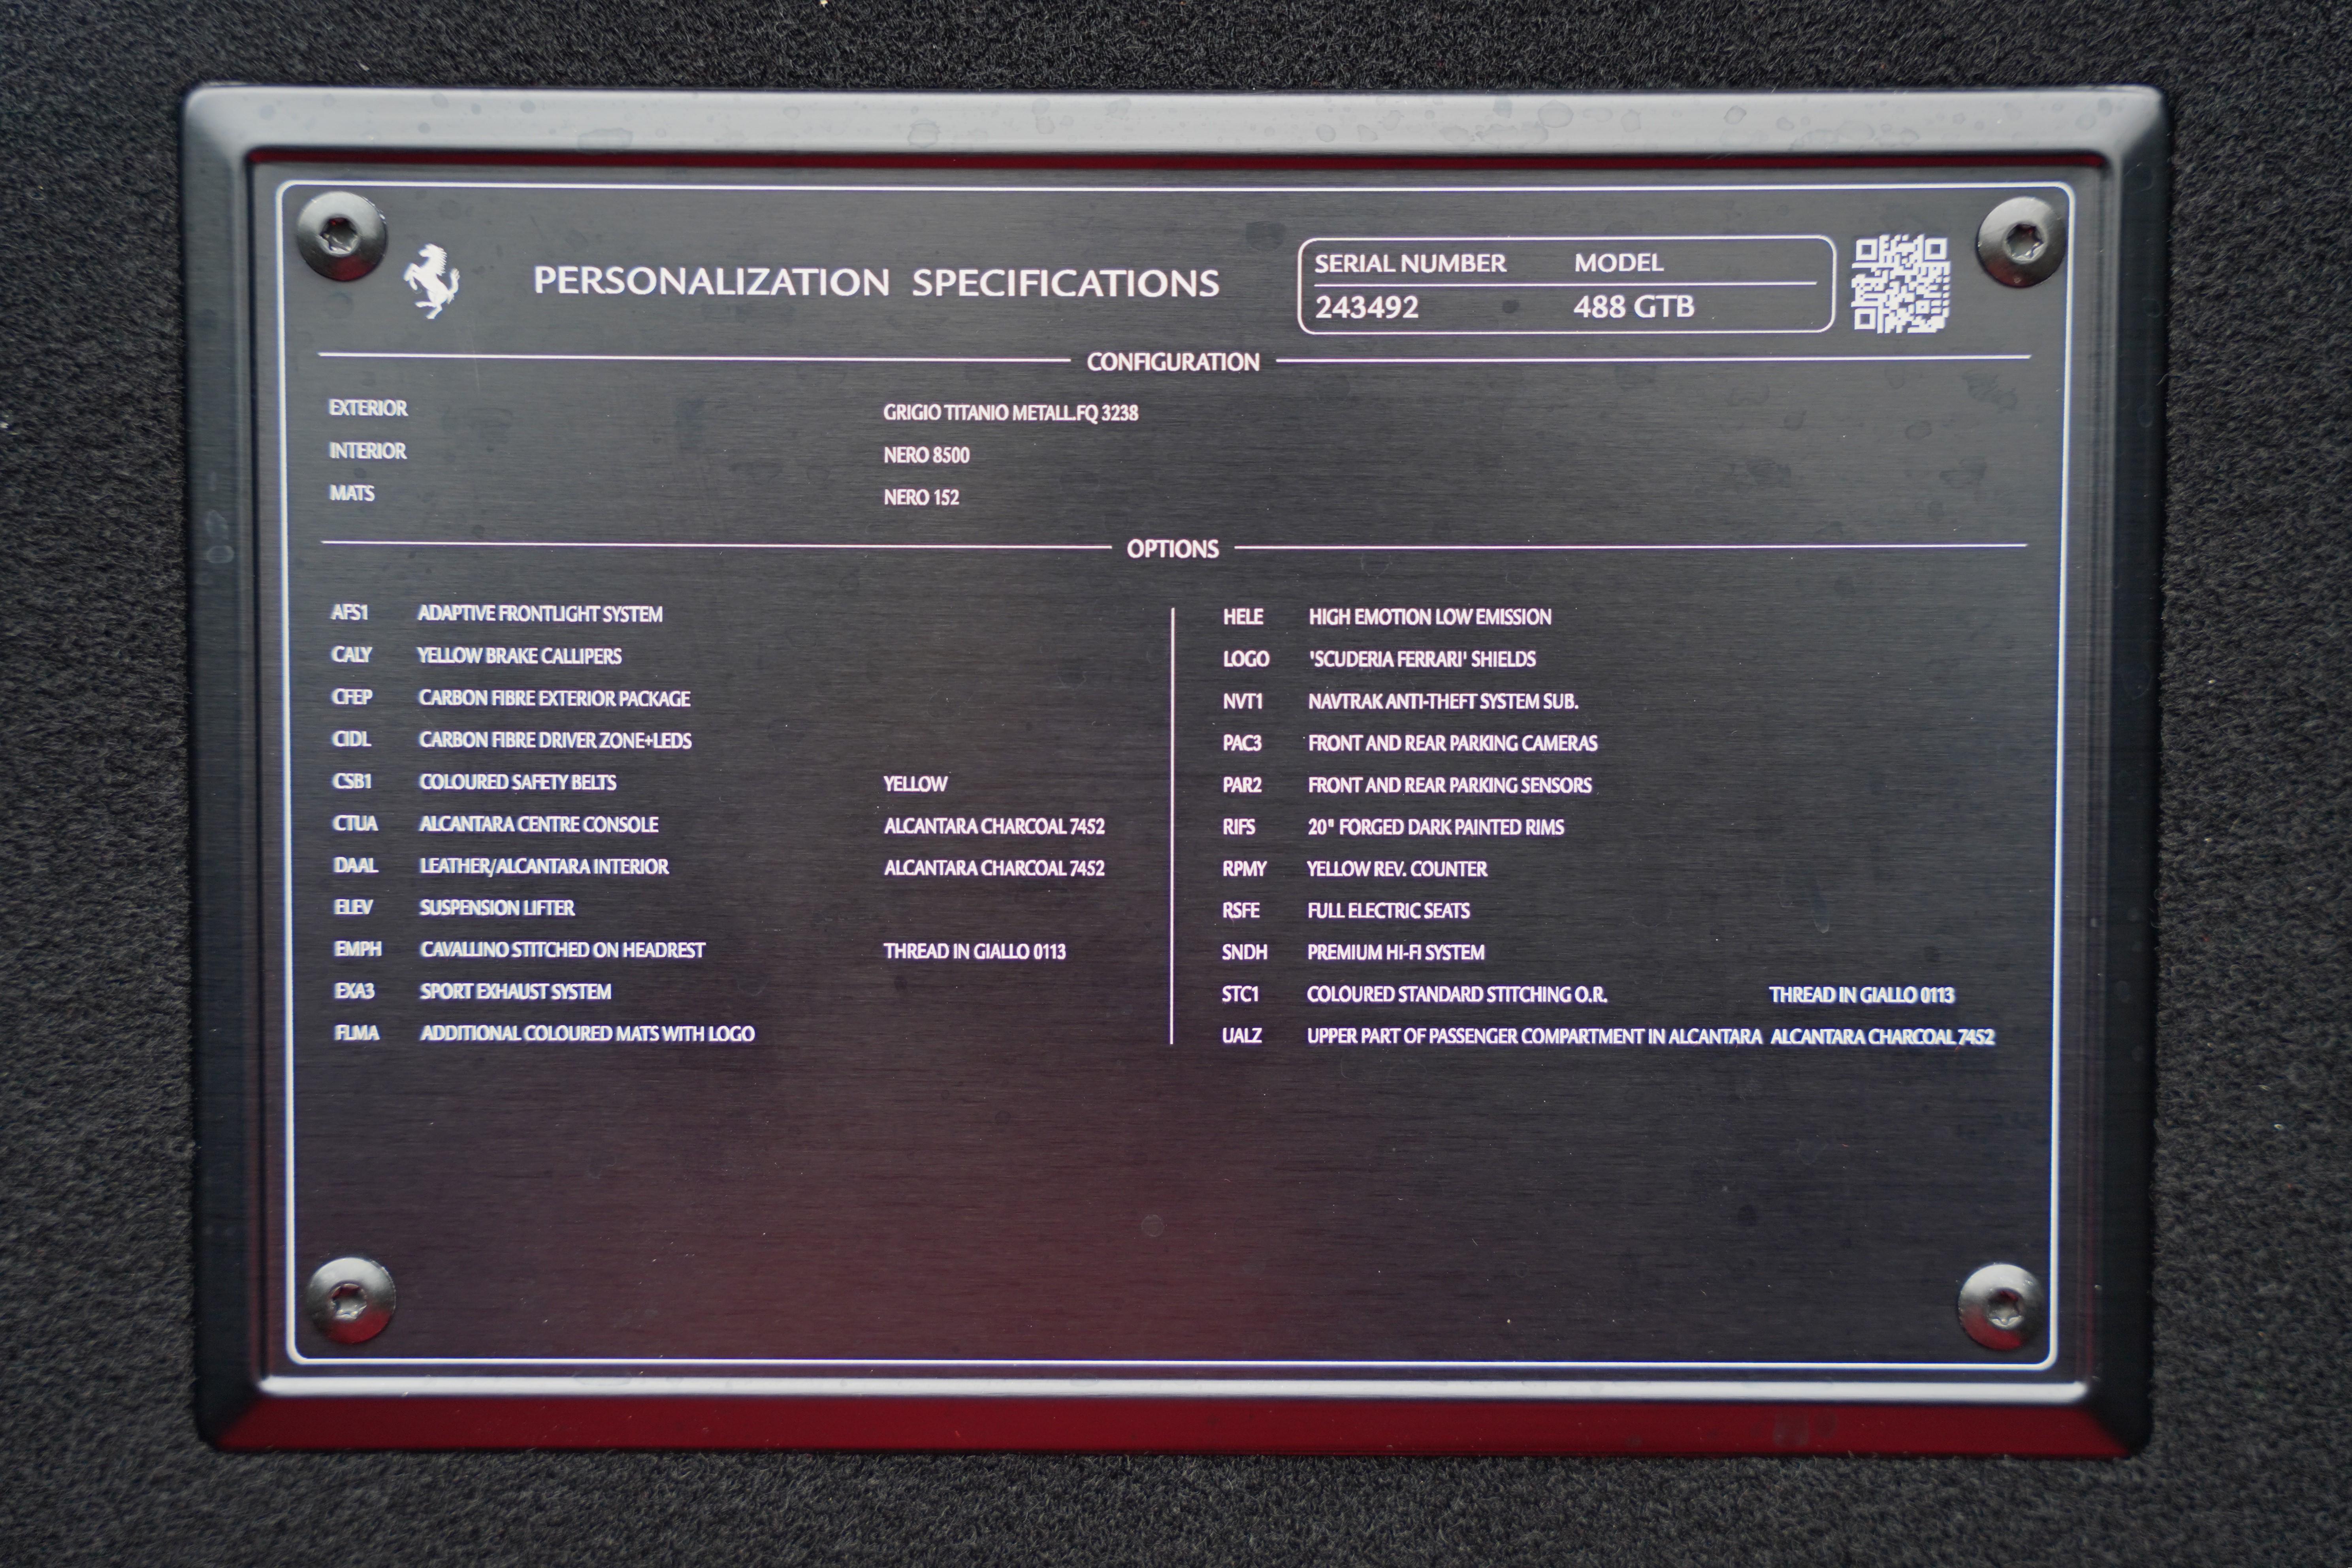 PERSONALIZATION SPECIFICATIONS
SERIAL NUMBER MODEL
243492 488 GTB
CONFIGURATION
EXTERIOR GRIGIO TITANIO METALL.FQ 3238
INTERIOR NERO 8500
MATS NERO 152
OPTIONS
AFS1 ADAPTIVE FRONTLIGHT SYSTEM
CALY YELLOW BRAKE CALLIPERS
CFEP CARBON FIBRE EXTERIOR PACKAGE
CIDL CARBON FIBRE DRIVER ZONE+LEDS
CSB1 COLOURED SAFETY BELTS YELLOW
CTUA ALCANTARA CENTRE CONSOLE ALCANTARA CHARCOAL 7452
DAAL LEATHER/ALCANTARA INTERIOR ALCANTARA CHARCOAL 7452
ELEV SUSPENSION LIFTER
EMPH CAVALLINO STITCHED ON HEADREST THREAD IN GIALLO 0113
EXA3 SPORT EXHAUST SYSTEM
FLMA ADDITIONAL COLOURED MATS WITH LOGO
HELE HIGH EMOTION LOW EMISSION
LOGO 'SCUDERIA FERRARI' SHIELDS
NVT1 NAVTRAK ANTI-THEFT SYSTEM SUB.
PAC3 FRONT AND REAR PARKING CAMERAS
PAR2 FRONT AND REAR PARKING SENSORS
RIFS 20" FORGED DARK PAINTED RIMS
RPMY YELLOW REV. COUNTER
RSFE FULL ELECTRIC SEATS
SNDH PREMIUM HI-FI SYSTEM
STC1 COLOURED STANDARD STITCHING O.R. THREAD IN GIALLO 0113
UALZ UPPER PART OF PASSENGER COMPARTMENT IN ALCANTARA ALCANTARA CHARCOAL 7452